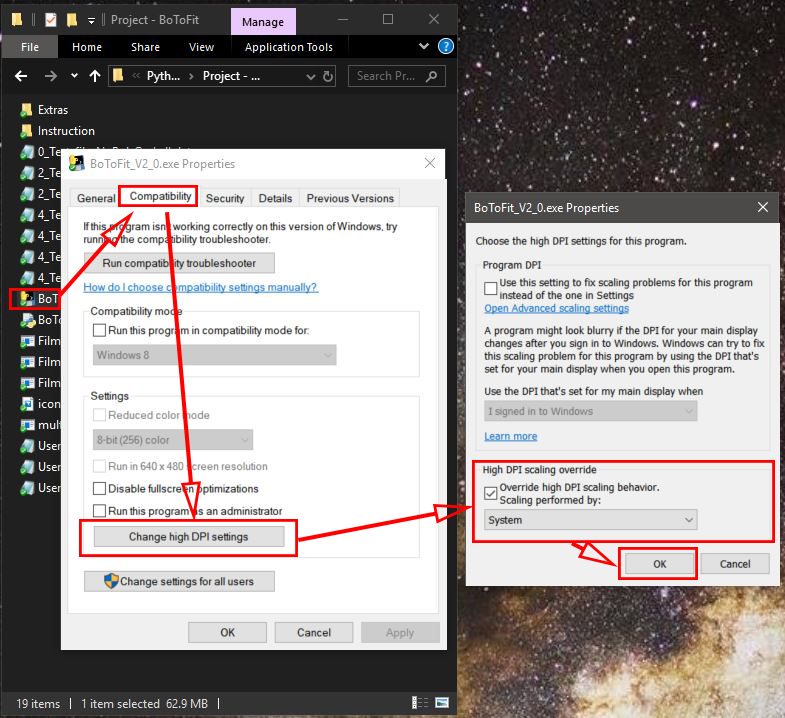 Project - BoToFit
Manage
File
Home
Share
View
Application Tools
Pyth...
Project - ...
Search Pr...
Extras
Instruction
BoT
BoTo
Film
Film
Film
icon
mult
User
User
User
19 items
1 item selected 62.9 MB
BoToFit_V2_0.exe Properties
General
Compatibility
Security
Details
Previous Versions
If this program isn't working correctly on this version of Windows, try
running the compatibility troubleshooter.
Run compatibility troubleshooter
How do I choose compatibility settings manually?
Compatibility mode
Run this program in compatibility mode for:
Windows 8
Settings
Reduced color mode
8-bit (256) color
Run in 640 x 480 screen resolution
Disable fullscreen optimizations
Run this program as an administrator
Change high DPI settings
Change settings for all users
OK
Cancel
Apply
BoToFit_V2_0.exe Properties
Choose the high DPI settings for this program.
Program DPI
Use this setting to fix scaling problems for this program
instead of the one in Settings
Open Advanced scaling settings
A program might look blurry if the DPI for your main display
changes after you sign in to Windows. Windows can try to fix
this scaling problem for this program by using the DPI that's
set for your main display when you open this program.
Use the DPI that's set for my main display when
I signed in to Windows
Learn more
High DPI scaling override
Override high DPI scaling behavior.
Scaling performed by:
System
OK
Cancel